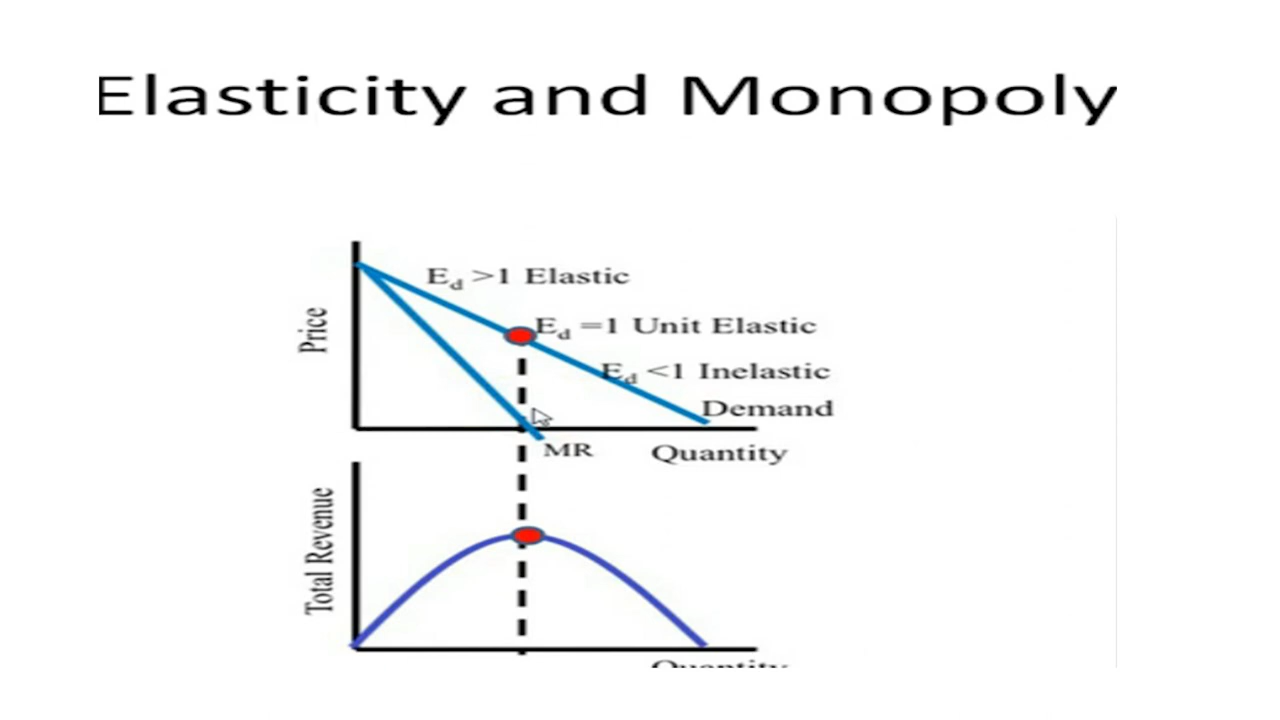 Elasticity and Monopoly
Ed >1 Elastic
Ed =1 Unit Elastic
Ed <1 Inelastic
Demand
Price
MR
Quantity
Total Revenue
Quantity